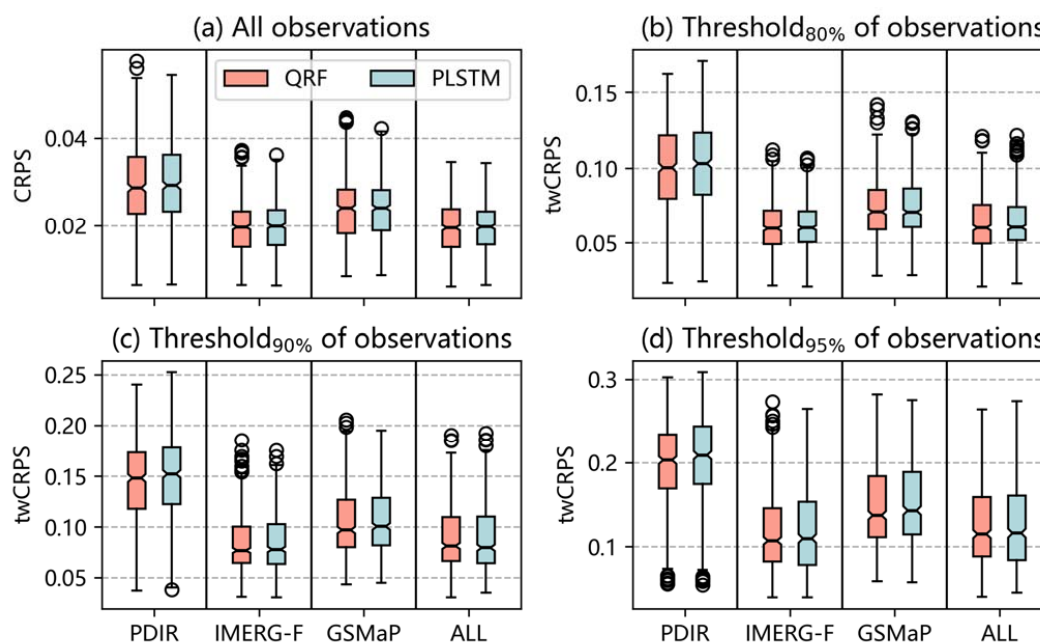 (a) All observations
(b) Threshold80% of observations
CRPS
0.04
0.02
QRF
PLSTM
twCRPS
0.15
0.10
0.05
(c) Threshold90% of observations
(d) Threshold95% of observations
twCRPS
0.25
0.20
0.15
0.10
0.05
twCRPS
0.3
0.2
0.1
PDIR IMERG-F GSMaP ALL
PDIR IMERG-F GSMaP ALL